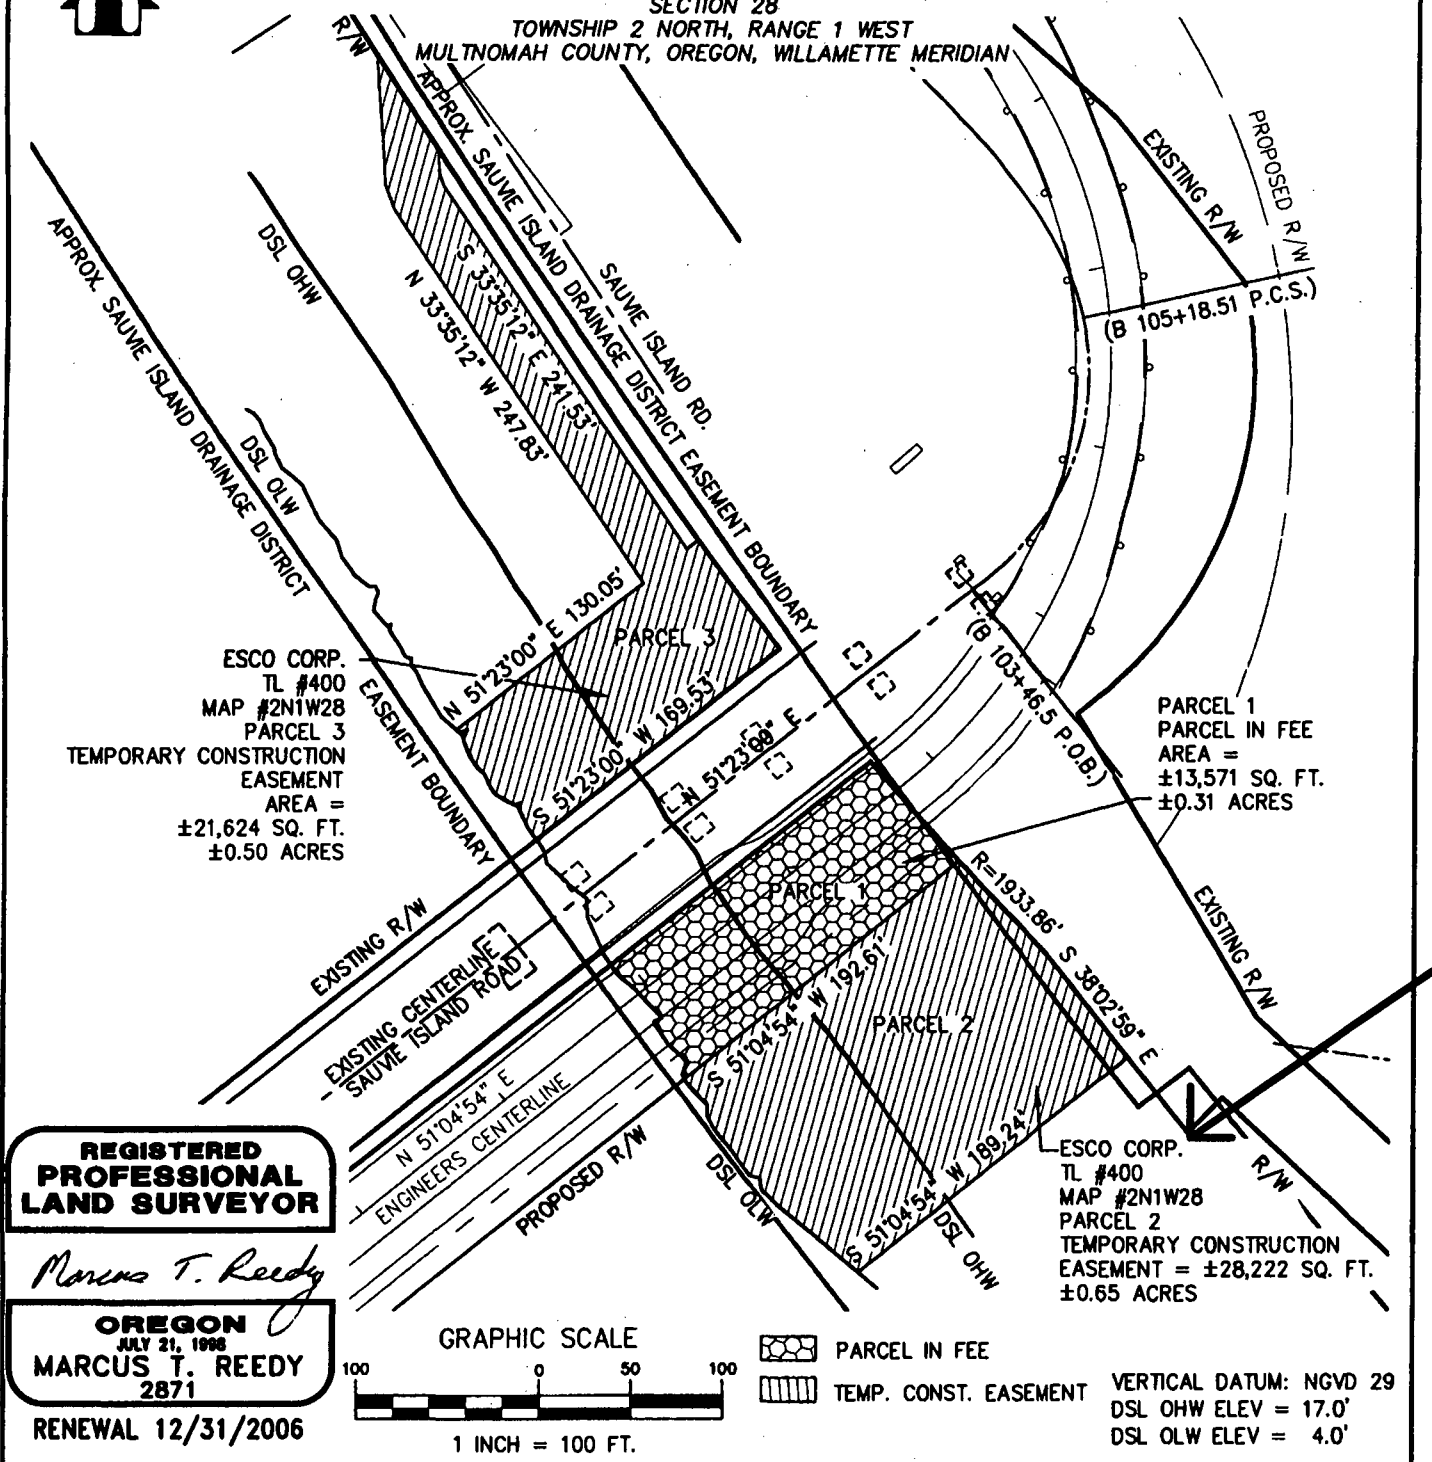 SECTION 28
TOWNSHIP 2 NORTH, RANGE 1 WEST
MULTNOMAH COUNTY, OREGON, WILLAMETTE MERIDIAN
R/W
APPROX. SAUVIE ISLAND DRAINAGE DISTRICT EASEMENT BOUNDARY
SAUVIE ISLAND RD.
EXISTING R/W
PROPOSED R/W
(B 105+18.51 P.C.S.)
APPROX. SAUVIE ISLAND DRAINAGE DISTRICT
EASEMENT BOUNDARY
DSL OHW
DSL OLW
S 33°35'12" E 241.53'
N 33°35'12" W 247.83'
N 51°23'00" E 130.05'
PARCEL 3
S 51°23'00" W 169.53'
N 51°23'00" E
(B 103+46.5 P.O.B.)
ESCO CORP.
TL #400
MAP #2N1W28
PARCEL 3
TEMPORARY CONSTRUCTION
EASEMENT
AREA =
±21,624 SQ. FT.
±0.50 ACRES
PARCEL 1
PARCEL IN FEE
AREA =
±13,571 SQ. FT.
±0.31 ACRES
PARCEL 1
R=1933.86'
S 38°02'59" E
EXISTING R/W
EXISTING R/W
EXISTING CENTERLINE
SAUVIE ISLAND ROAD
S 51°04'54" W 192.61'
PARCEL 2
N 51°04'54" E
ENGINEERS CENTERLINE
PROPOSED R/W
DSL OLW
S 51°04'54" W 189.24'
DSL OHW
R/W
ESCO CORP.
TL #400
MAP #2N1W28
PARCEL 2
TEMPORARY CONSTRUCTION
EASEMENT = ±28,222 SQ. FT.
±0.65 ACRES
REGISTERED
PROFESSIONAL
LAND SURVEYOR
Marcus T. Reedy
OREGON
JULY 21, 1998
MARCUS T. REEDY
2871
RENEWAL 12/31/2006
GRAPHIC SCALE
100 0 50 100
1 INCH = 100 FT.
PARCEL IN FEE
TEMP. CONST. EASEMENT
VERTICAL DATUM: NGVD 29
DSL OHW ELEV = 17.0'
DSL OLW ELEV = 4.0'